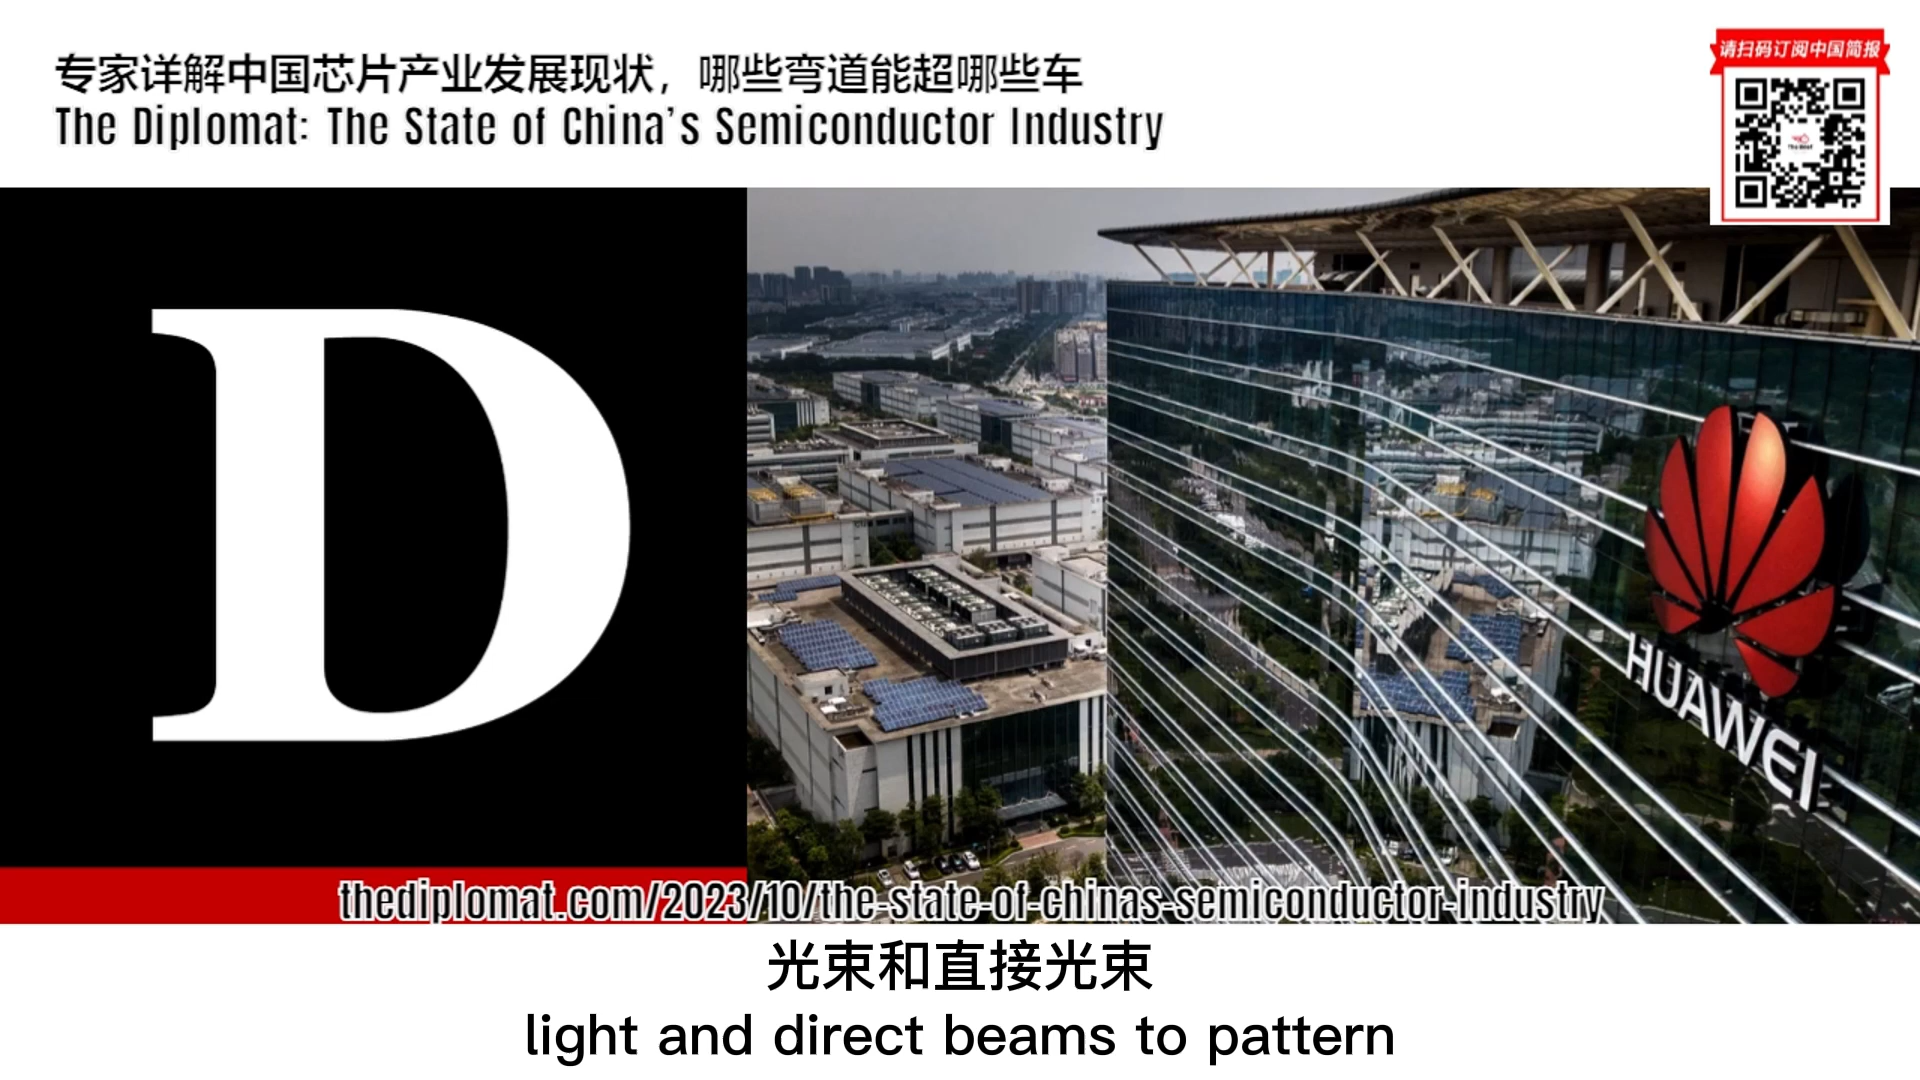 专家详解中国芯片产业发展现状，哪些弯道能超哪些车
The Diplomat: The State of China’s Semiconductor Industry
请扫码订阅中国简报
D
HUAWEI
thediplomat.com/2023/10/the-state-of-chinas-semiconductor-industry
光束和直接光束
light and direct beams to pattern